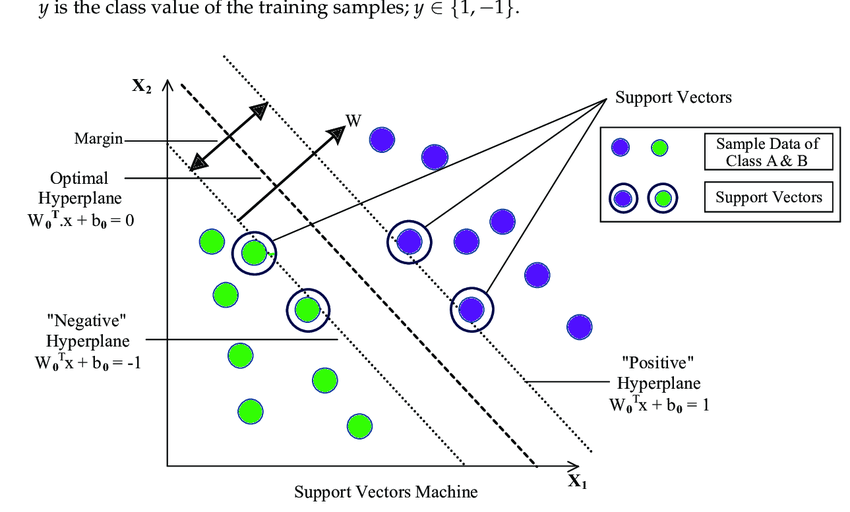 y is the class value of the training samples; y ∈ {1, −1}.
X₂
W
Support Vectors
Margin
Sample Data of
Class A & B
Optimal
Hyperplane
W₀ᵀ.x + b₀ = 0
Support Vectors
"Negative"
Hyperplane
W₀ᵀx + b₀ = -1
"Positive"
Hyperplane
W₀ᵀx + b₀ = 1
X₁
Support Vectors Machine